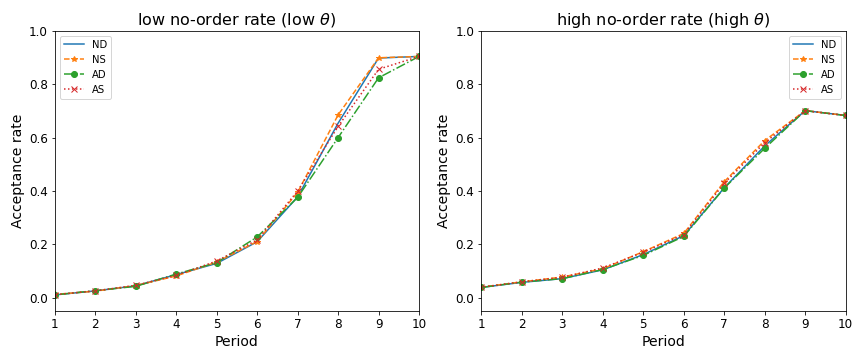 low no-order rate (low θ)
Acceptance rate
1.0
0.8
0.6
0.4
0.2
0.0
ND
NS
AD
AS
1 2 3 4 5 6 7 8 9 10
Period
high no-order rate (high θ)
Acceptance rate
1.0
0.8
0.6
0.4
0.2
0.0
ND
NS
AD
AS
1 2 3 4 5 6 7 8 9 10
Period